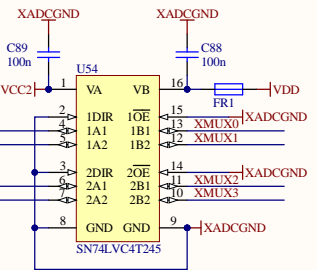 XADCGND XADCGND
C89 U54 C88
100n 100n
VCC2 1 VA VB 16 VDD
FR1
2 1DIR 1OE 15 XADCGND
4 1A1 1B1 13 XMUX0
5 1A2 1B2 12 XMUX1
3 2DIR 2OE 14 XADCGND
6 2A1 2B1 11 XMUX2
7 2A2 2B2 10 XMUX3
8 GND GND 9 XADCGND
SN74LVC4T245